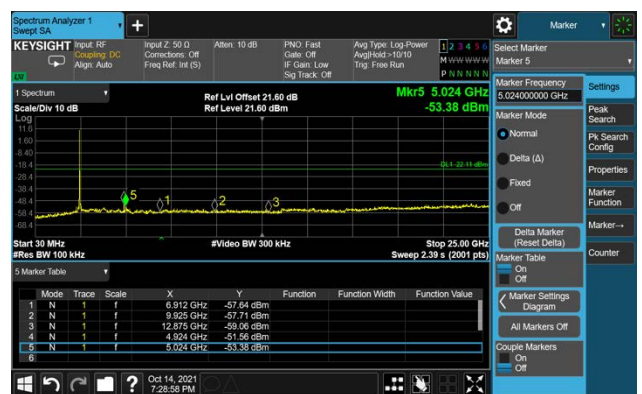 Spectrum Analyzer 1
Swept SA
Marker
KEYSIGHT
Input: RF
Coupling: DC
Align: Auto
Input Z: 50 Ω
Corrections: Off
Freq Ref: Int (S)
Atten: 10 dB
PNO: Fast
Gate: Off
IF Gain: Low
Sig Track: Off
Avg Type: Log-Power
Avg|Hold:>10/10
Trig: Free Run
1 2 3 4 5 6
M W W W W W
P N N N N N
Select Marker
Marker 5
1 Spectrum
Scale/Div 10 dB
Ref Lvl Offset 21.60 dB
Ref Level 21.60 dBm
Mkr5 5.024 GHz
-53.38 dBm
Log
11.6
1.60
-8.40
-18.4
-28.4
-38.4
-48.4
-58.4
-68.4
DL1 -22.11 dBm
5
1
2
3
Start 30 MHz
#Res BW 100 kHz
#Video BW 300 kHz
Stop 25.00 GHz
Sweep 2.39 s (2001 pts)
5 Marker Table
Mode Trace Scale X Y Function Function Width Function Value
1 N 1 f 6.912 GHz -57.64 dBm
2 N 1 f 9.925 GHz -57.71 dBm
3 N 1 f 12.875 GHz -59.06 dBm
4 N 1 f 4.924 GHz -51.56 dBm
5 N 1 f 5.024 GHz -53.38 dBm
6
Marker Frequency
5.024000000 GHz
Marker Mode
Normal
Delta (Δ)
Fixed
Off
Delta Marker
(Reset Delta)
Marker Table
On
Off
Marker Settings
Diagram
All Markers Off
Couple Markers
On
Off
Settings
Peak
Search
Pk Search
Config
Properties
Marker
Function
Marker→
Counter
?
Oct 14, 2021
7:28:58 PM